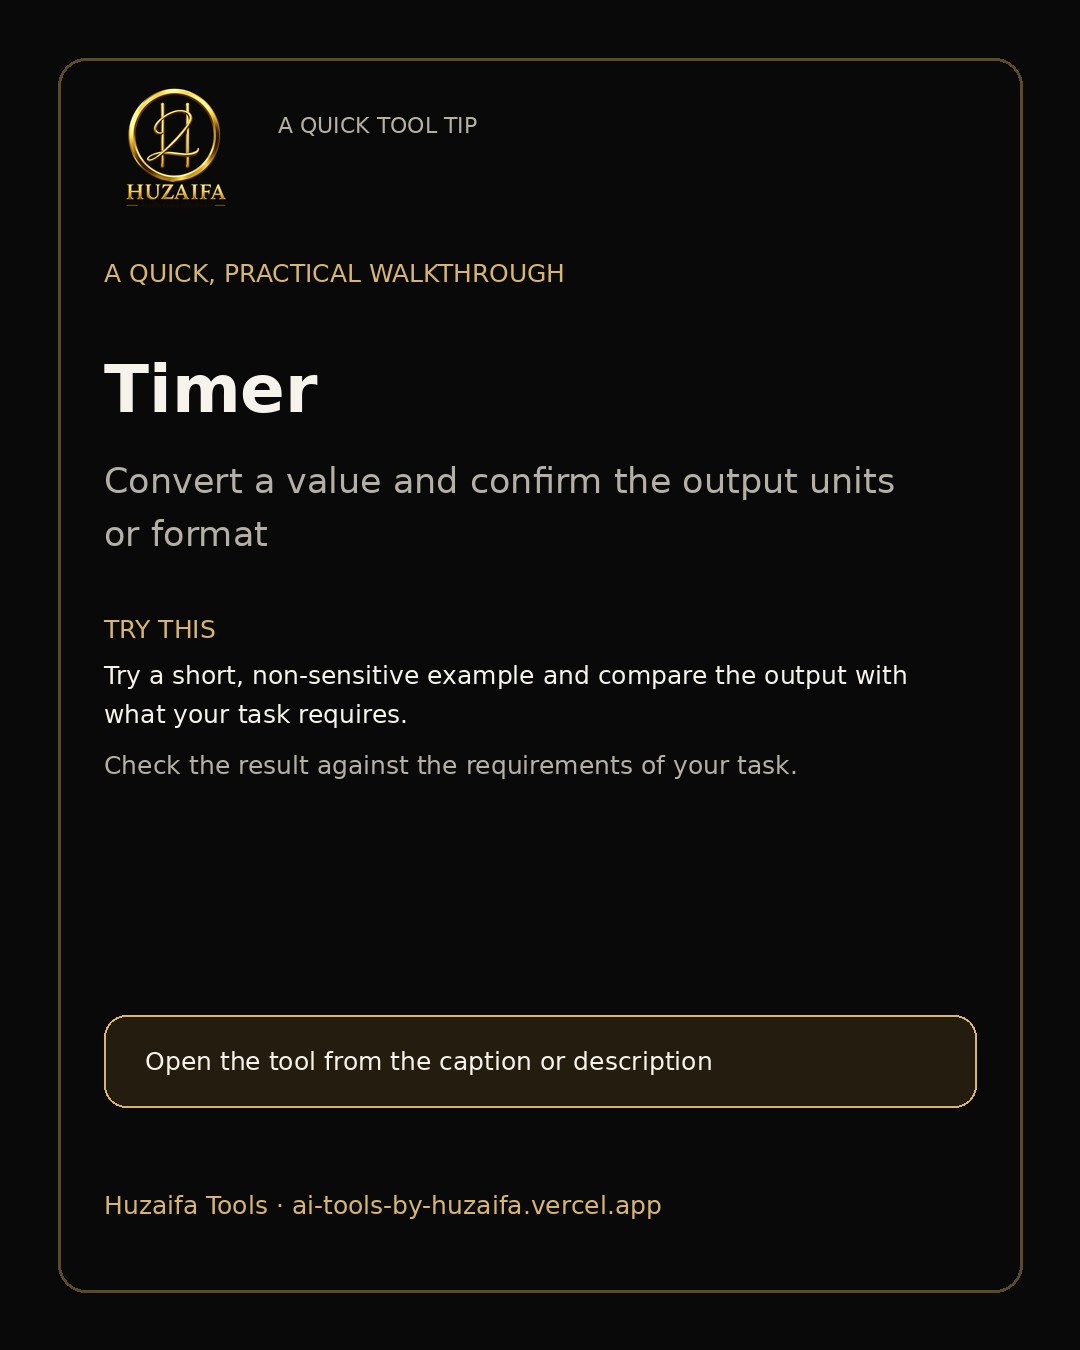 HUZAIFA
A QUICK TOOL TIP
A QUICK, PRACTICAL WALKTHROUGH
Timer
Convert a value and confirm the output units
or format
TRY THIS
Try a short, non-sensitive example and compare the output with
what your task requires.
Check the result against the requirements of your task.
Open the tool from the caption or description
Huzaifa Tools · ai-tools-by-huzaifa.vercel.app